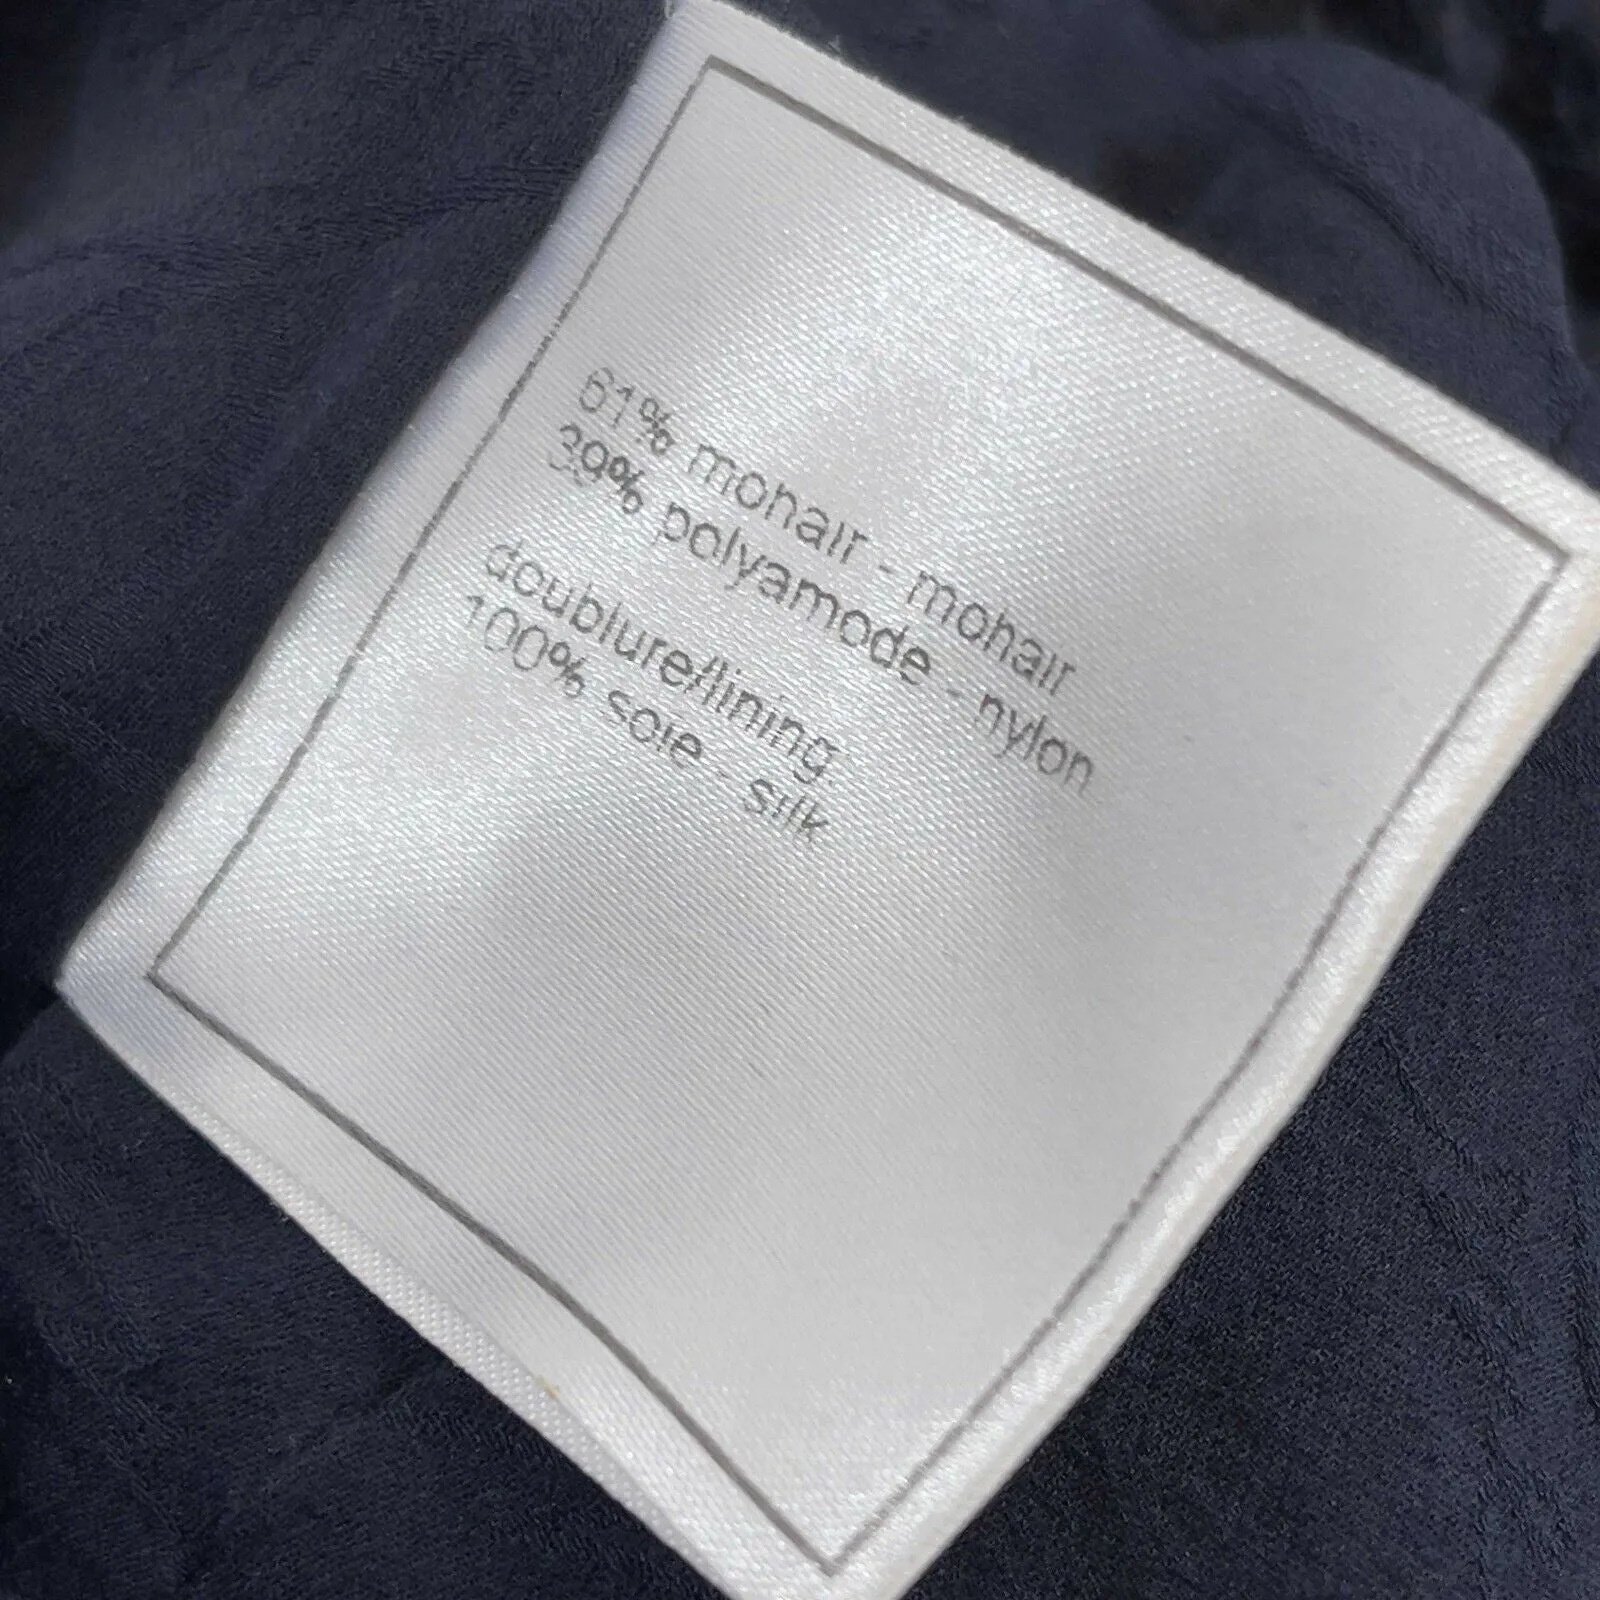 61% mohair - mohair
39% polyamode - nylon
doublure/lining:
100% soie - silk